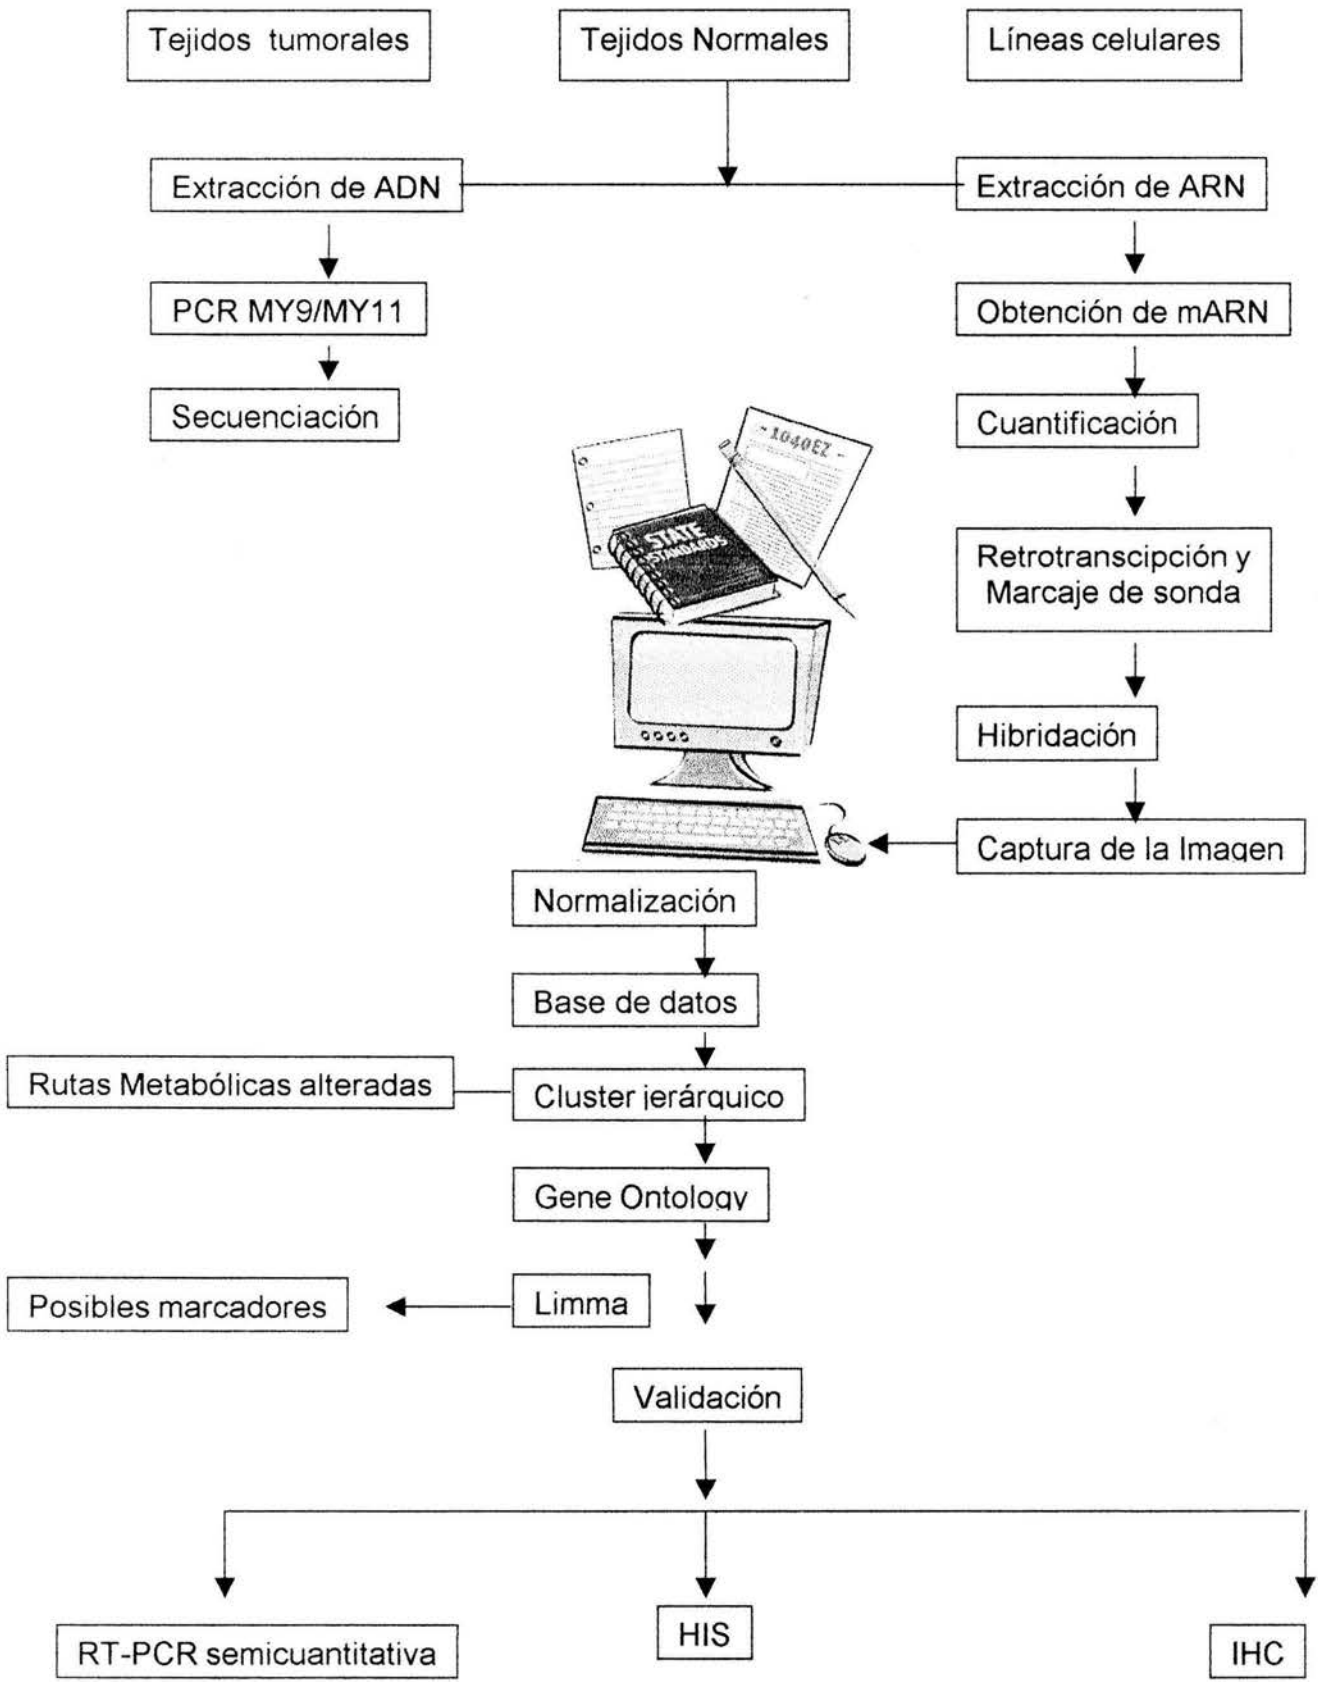 Tejidos tumorales
Tejidos Normales
Líneas celulares
Extracción de ADN
Extracción de ARN
PCR MY9/MY11
Obtención de mARN
Secuenciación
Cuantificación
1040EZ
STATE
STANDARDS
Retrotranscipción y
Marcaje de sonda
Hibridación
Captura de la Imagen
Normalización
Base de datos
Rutas Metabólicas alteradas
Cluster jerárquico
Gene Ontology
Posibles marcadores
Limma
Validación
RT-PCR semicuantitativa
HIS
IHC